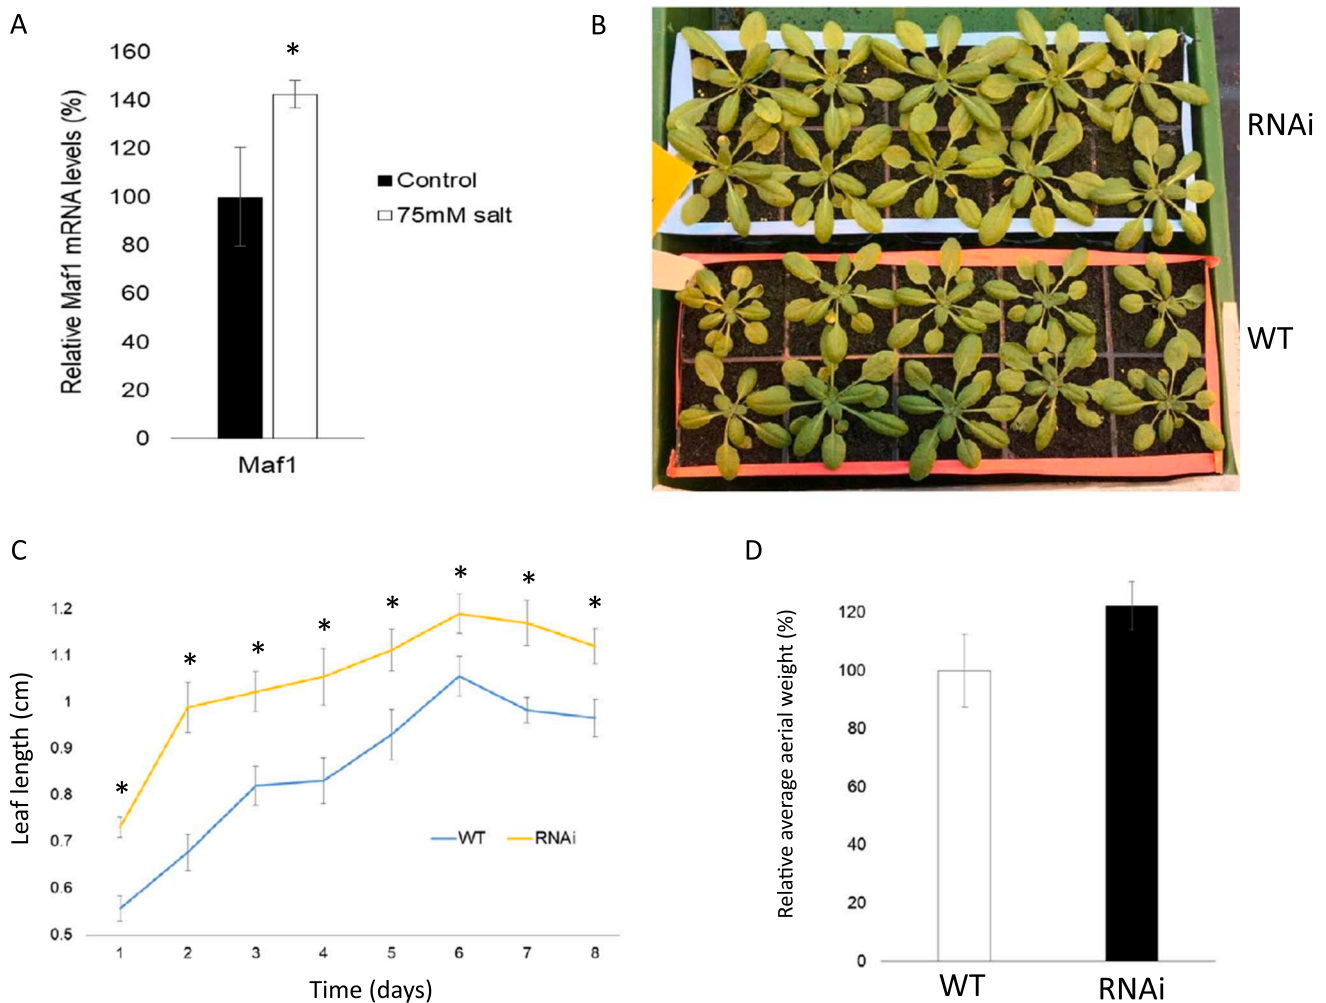 A
Relative Maf1 mRNA levels (%)
160
140
120
100
80
60
40
20
0
*
Maf1
Control
75mM salt
B
RNAi
WT
C
Leaf length (cm)
1.2
1.1
1
0.9
0.8
0.7
0.6
0.5
* * * * * * * *
WT RNAi
1 2 3 4 5 6 7 8
Time (days)
D
Relative average aerial weight (%)
120
100
80
60
40
20
0
WT RNAi